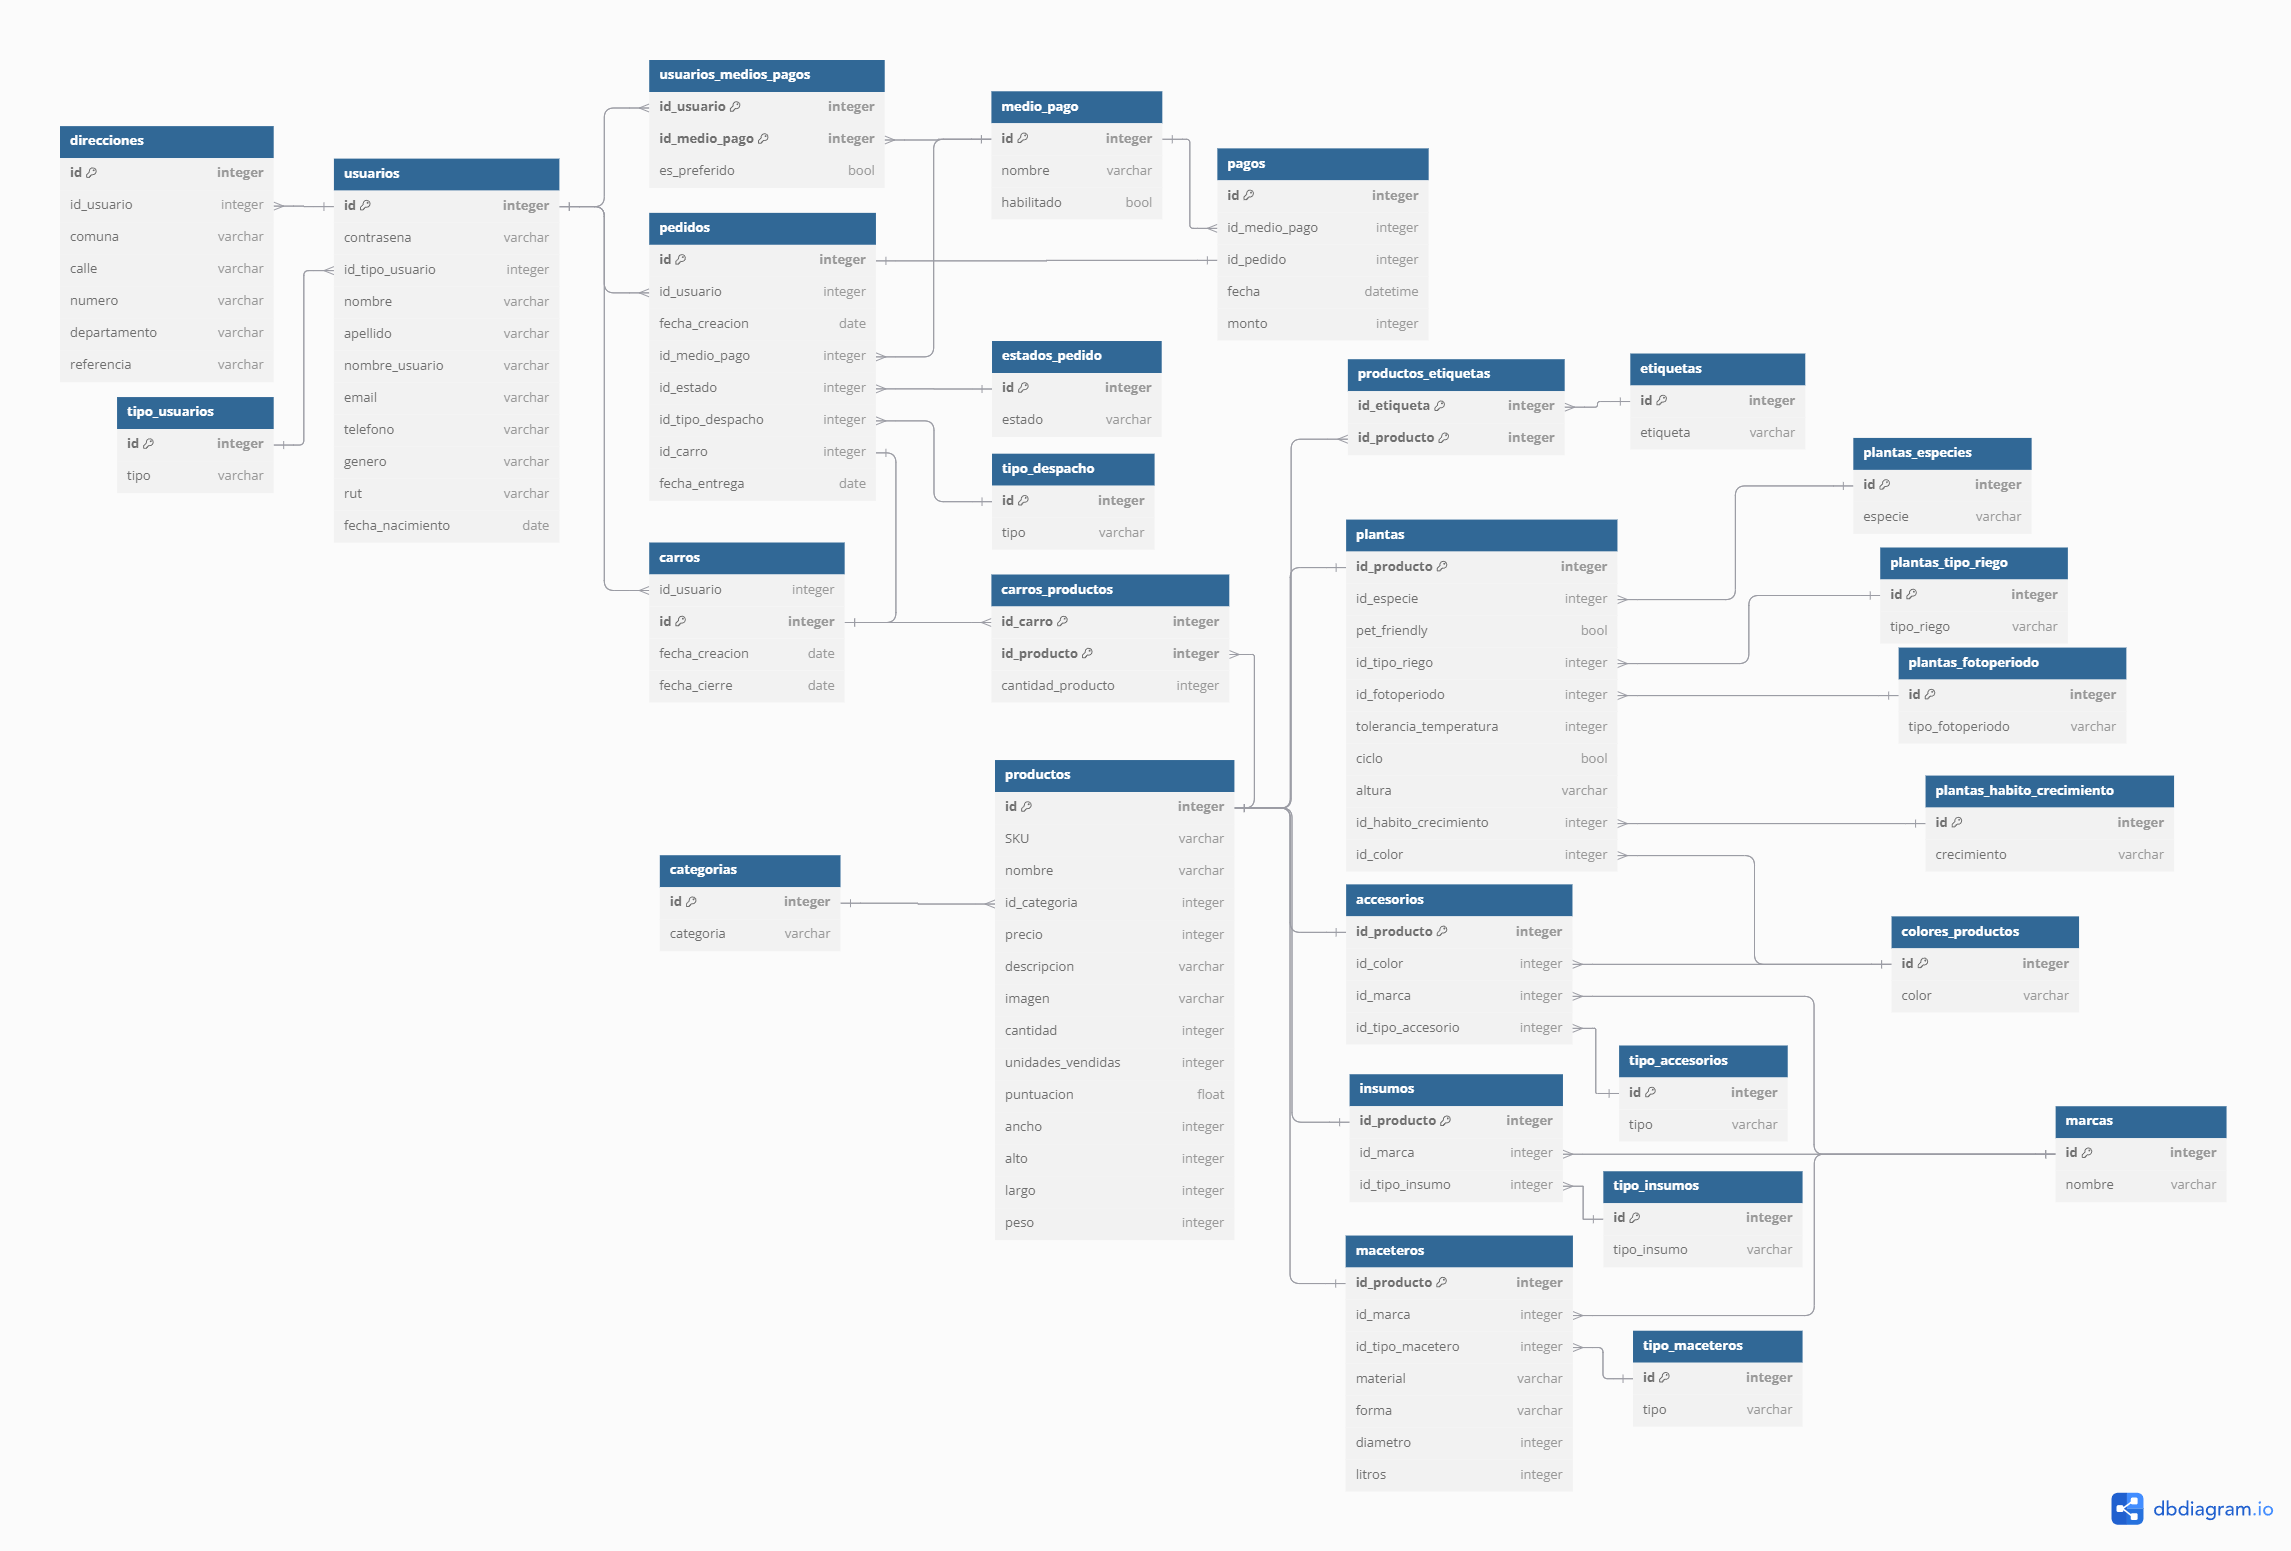 direcciones
id integer
id_usuario integer
comuna varchar
calle varchar
numero varchar
departamento varchar
referencia varchar
tipo_usuarios
id integer
tipo varchar
usuarios
id integer
contrasena varchar
id_tipo_usuario integer
nombre varchar
apellido varchar
nombre_usuario varchar
email varchar
telefono varchar
genero varchar
rut varchar
fecha_nacimiento date
usuarios_medios_pagos
id_usuario integer
id_medio_pago integer
es_preferido bool
pedidos
id integer
id_usuario integer
fecha_creacion date
id_medio_pago integer
id_estado integer
id_tipo_despacho integer
id_carro integer
fecha_entrega date
carros
id_usuario integer
id integer
fecha_creacion date
fecha_cierre date
categorias
id integer
categoria varchar
medio_pago
id integer
nombre varchar
habilitado bool
estados_pedido
id integer
estado varchar
tipo_despacho
id integer
tipo varchar
carros_productos
id_carro integer
id_producto integer
cantidad_producto integer
productos
id integer
SKU varchar
nombre varchar
id_categoria integer
precio integer
descripcion varchar
imagen varchar
cantidad integer
unidades_vendidas integer
puntuacion float
ancho integer
alto integer
largo integer
peso integer
pagos
id integer
id_medio_pago integer
id_pedido integer
fecha datetime
monto integer
productos_etiquetas
id_etiqueta integer
id_producto integer
etiquetas
id integer
etiqueta varchar
plantas
id_producto integer
id_especie integer
pet_friendly bool
id_tipo_riego integer
id_fotoperiodo integer
tolerancia_temperatura integer
ciclo bool
altura varchar
id_habito_crecimiento integer
id_color integer
accesorios
id_producto integer
id_color integer
id_marca integer
id_tipo_accesorio integer
insumos
id_producto integer
id_marca integer
id_tipo_insumo integer
maceteros
id_producto integer
id_marca integer
id_tipo_macetero integer
material varchar
forma varchar
diametro integer
litros integer
plantas_especies
id integer
especie varchar
plantas_tipo_riego
id integer
tipo_riego varchar
plantas_fotoperiodo
id integer
tipo_fotoperiodo varchar
plantas_habito_crecimiento
id integer
crecimiento varchar
colores_productos
id integer
color varchar
tipo_accesorios
id integer
tipo varchar
marcas
id integer
nombre varchar
tipo_insumos
id integer
tipo_insumo varchar
tipo_maceteros
id integer
tipo varchar
dbdiagram.io